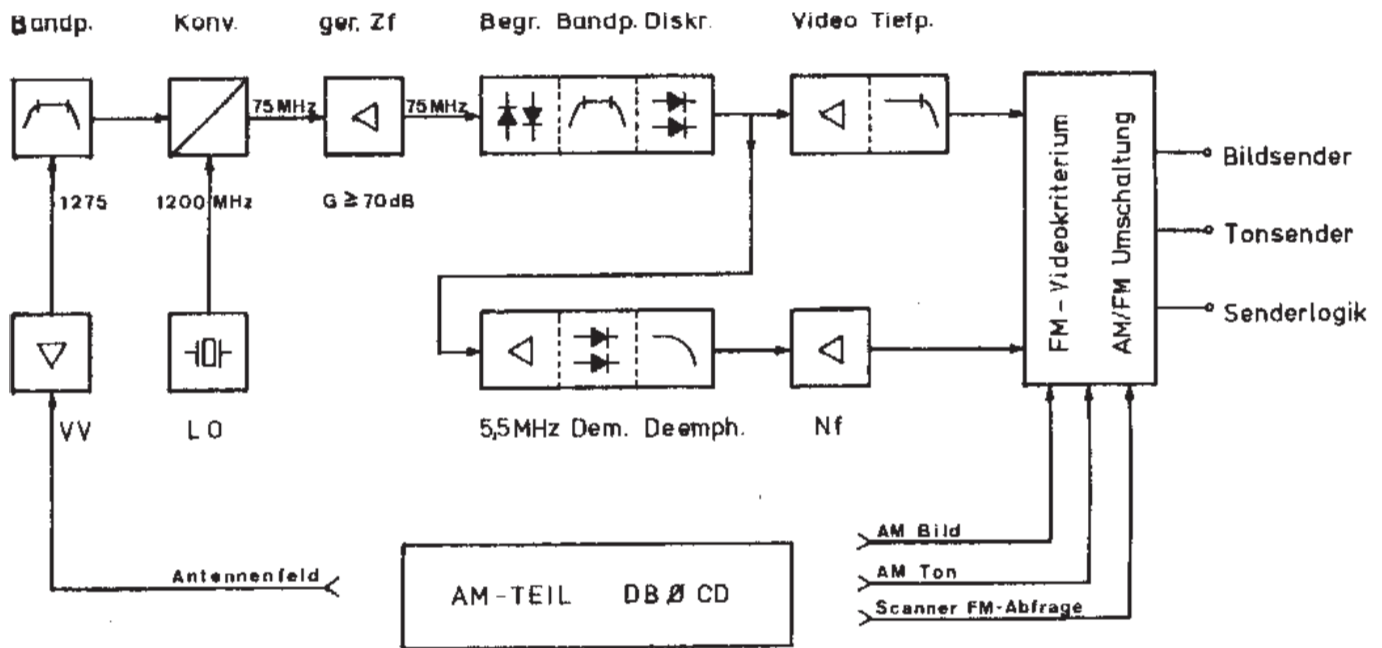 Bandp. Konv. ger. Zf Begr. Bandp. Diskr. Video Tiefp.
75 MHz 75 MHz
1275 1200 MHz G ≥ 70 dB
FM - Videokriterium
AM/FM Umschaltung
Bildsender
Tonsender
Senderlogik
VV LO 5,5MHz Dem. Deemph. Nf
AM Bild
Antennenfeld
AM Ton
AM-TEIL DBØCD
Scanner FM-Abfrage